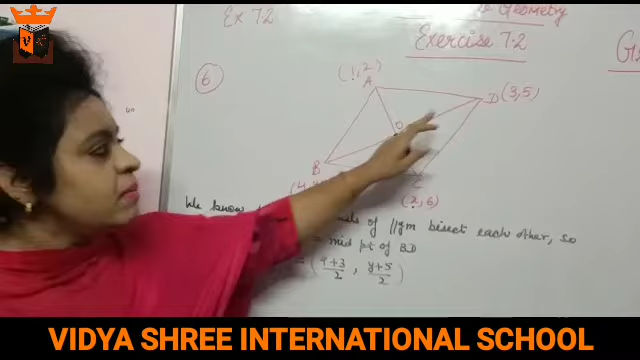 Ex 7.2
Geometry
Exercise 7.2
6
(1,2)
A
D (3,5)
O
B
(x,6)
We know
of //gm bisect each other, so
= mid pt of BD
= (4+3/2 , y+5/2)
VIDYA SHREE INTERNATIONAL SCHOOL